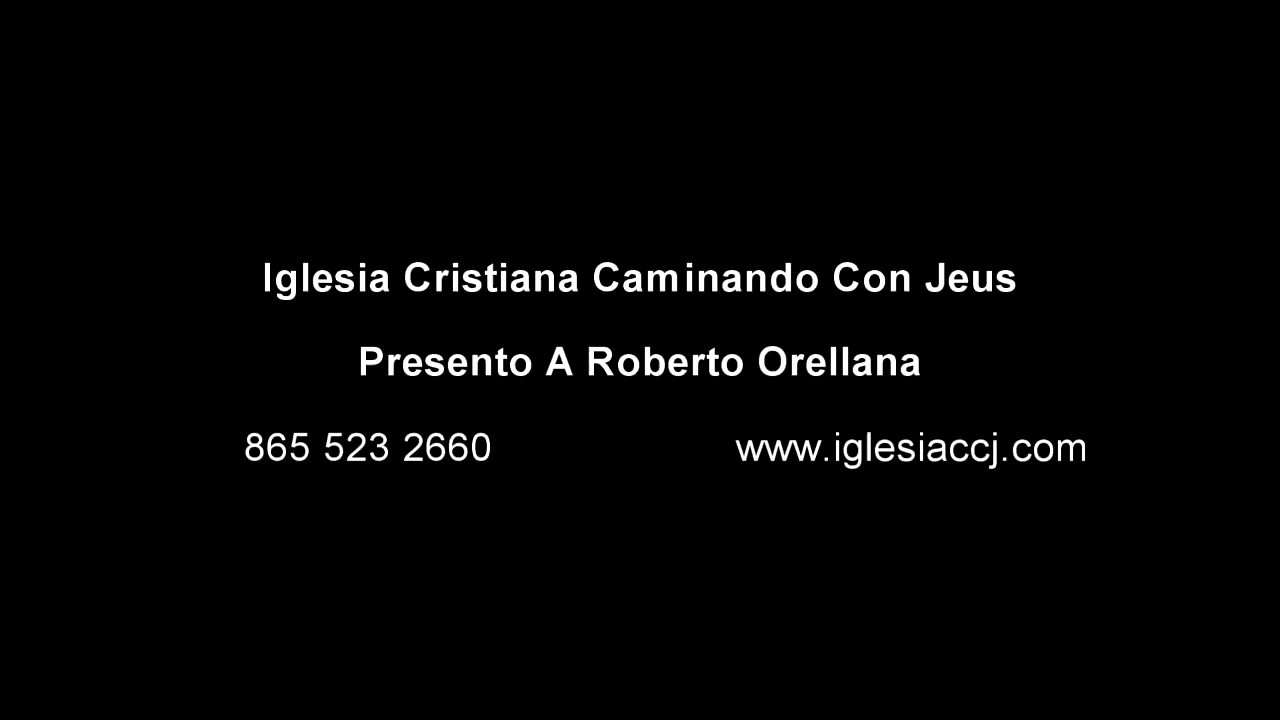 Iglesia Cristiana Caminando Con Jeus
Presento A Roberto Orellana
865 523 2660 www.iglesiaccj.com